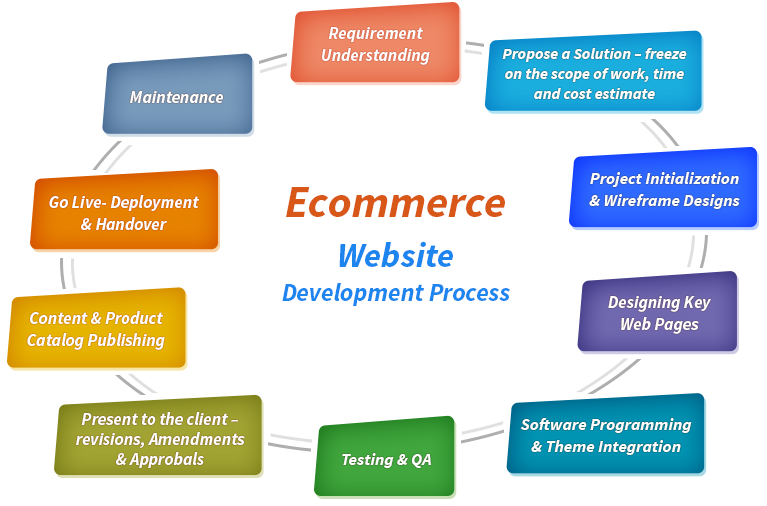 Requirement
Understanding
Propose a Solution – freeze
on the scope of work, time
and cost estimate
Project Initialization
& Wireframe Designs
Designing Key
Web Pages
Software Programming
& Theme Integration
Testing & QA
Present to the client –
revisions, Amendments
& Approbals
Content & Product
Catalog Publishing
Go Live- Deployment
& Handover
Maintenance
Ecommerce
Website
Development Process